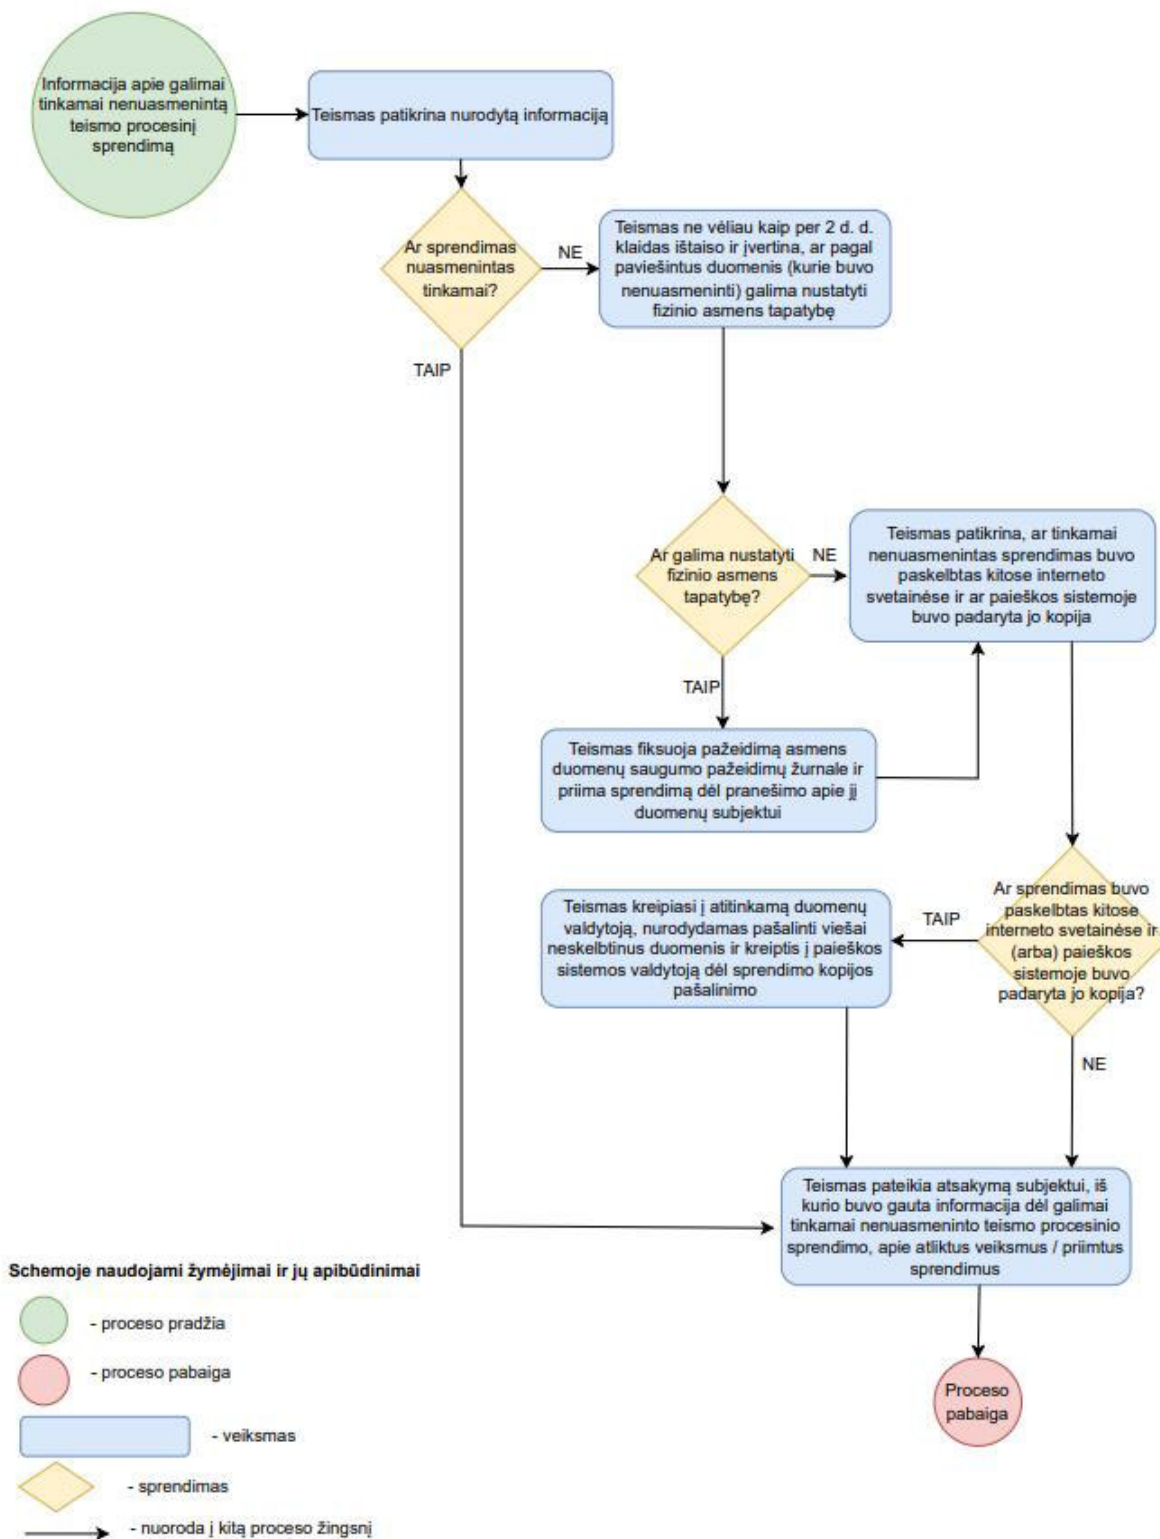 Informacija apie galimai
tinkamai nenuasmenintą
teismo procesinį
sprendimą
Teismas patikrina nurodytą informaciją
Ar sprendimas
nuasmenintas
tinkamai?
NE
TAIP
Teismas ne vėliau kaip per 2 d. d.
klaidas ištaiso ir įvertina, ar pagal
paviešintus duomenis (kurie buvo
nenuasmeninti) galima nustatyti
fizinio asmens tapatybę
Ar galima nustatyti
fizinio asmens
tapatybę?
NE
TAIP
Teismas patikrina, ar tinkamai
nenuasmenintas sprendimas buvo
paskelbtas kitose interneto
svetainėse ir ar paieškos sistemoje
buvo padaryta jo kopija
Teismas fiksuoja pažeidimą asmens
duomenų saugumo pažeidimų žurnale ir
priima sprendimą dėl pranešimo apie jį
duomenų subjektui
Ar sprendimas buvo
paskelbtas kitose
interneto svetainėse ir
(arba) paieškos
sistemoje buvo
padaryta jo kopija?
TAIP
NE
Teismas kreipiasi į atitinkamą duomenų
valdytoją, nurodydamas pašalinti viešai
neskelbtinus duomenis ir kreiptis į paieškos
sistemos valdytoją dėl sprendimo kopijos
pašalinimo
Teismas pateikia atsakymą subjektui, iš
kurio buvo gauta informacija dėl galimai
tinkamai nenuasmeninto teismo procesinio
sprendimo, apie atliktus veiksmus / priimtus
sprendimus
Proceso
pabaiga
Schemoje naudojami žymėjimai ir jų apibūdinimai
- proceso pradžia
- proceso pabaiga
- veiksmas
- sprendimas
- nuoroda į kitą proceso žingsnį